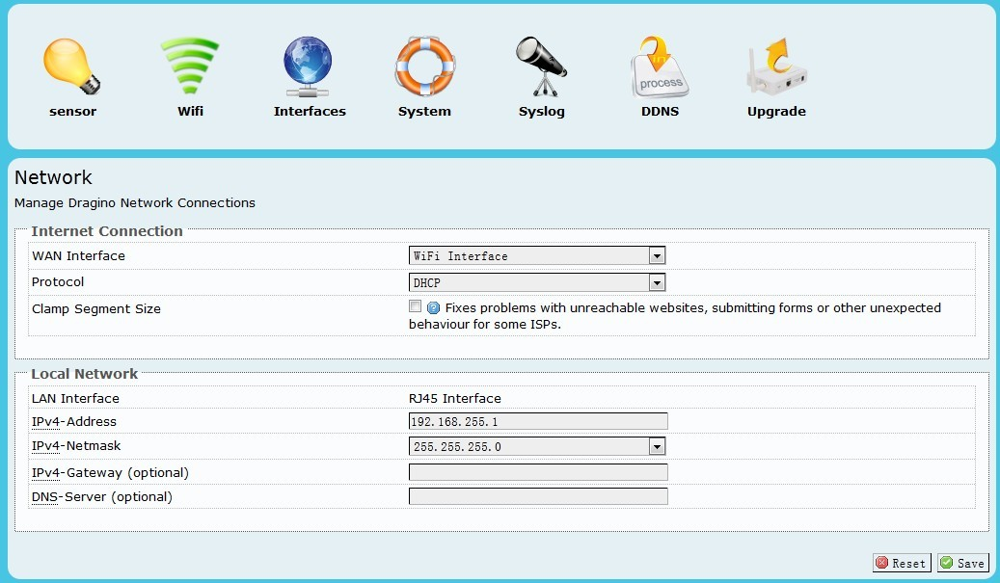 sensor Wifi Interfaces System Syslog process DDNS Upgrade
Network
Manage Dragino Network Connections
Internet Connection
WAN Interface WiFi Interface
Protocol DHCP
Clamp Segment Size Fixes problems with unreachable websites, submitting forms or other unexpected
behaviour for some ISPs.
Local Network
LAN Interface RJ45 Interface
IPv4-Address 192.168.255.1
IPv4-Netmask 255.255.255.0
IPv4-Gateway (optional)
DNS-Server (optional)
Reset Save